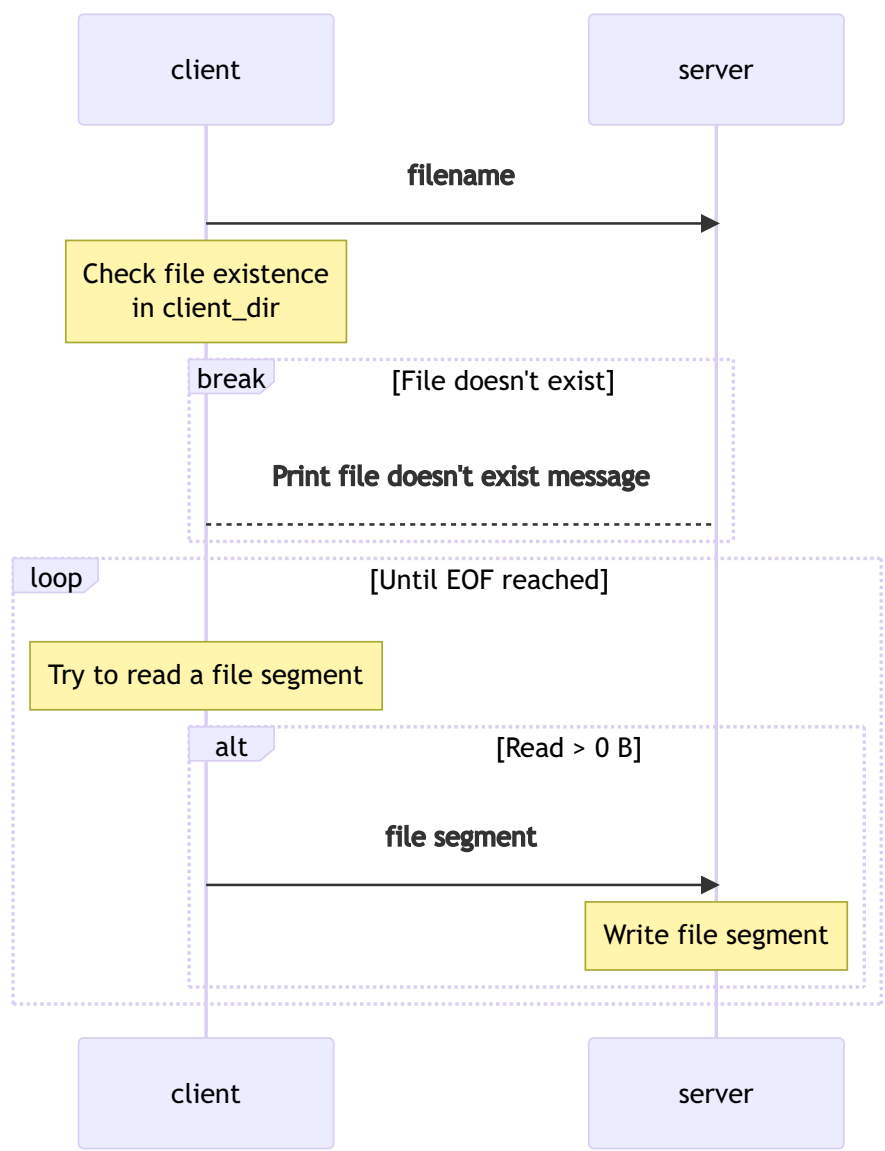 client
server
filename
Check file existence
in client_dir
break
[File doesn't exist]
Print file doesn't exist message
loop
[Until EOF reached]
Try to read a file segment
alt
[Read > 0 B]
file segment
Write file segment
client
server